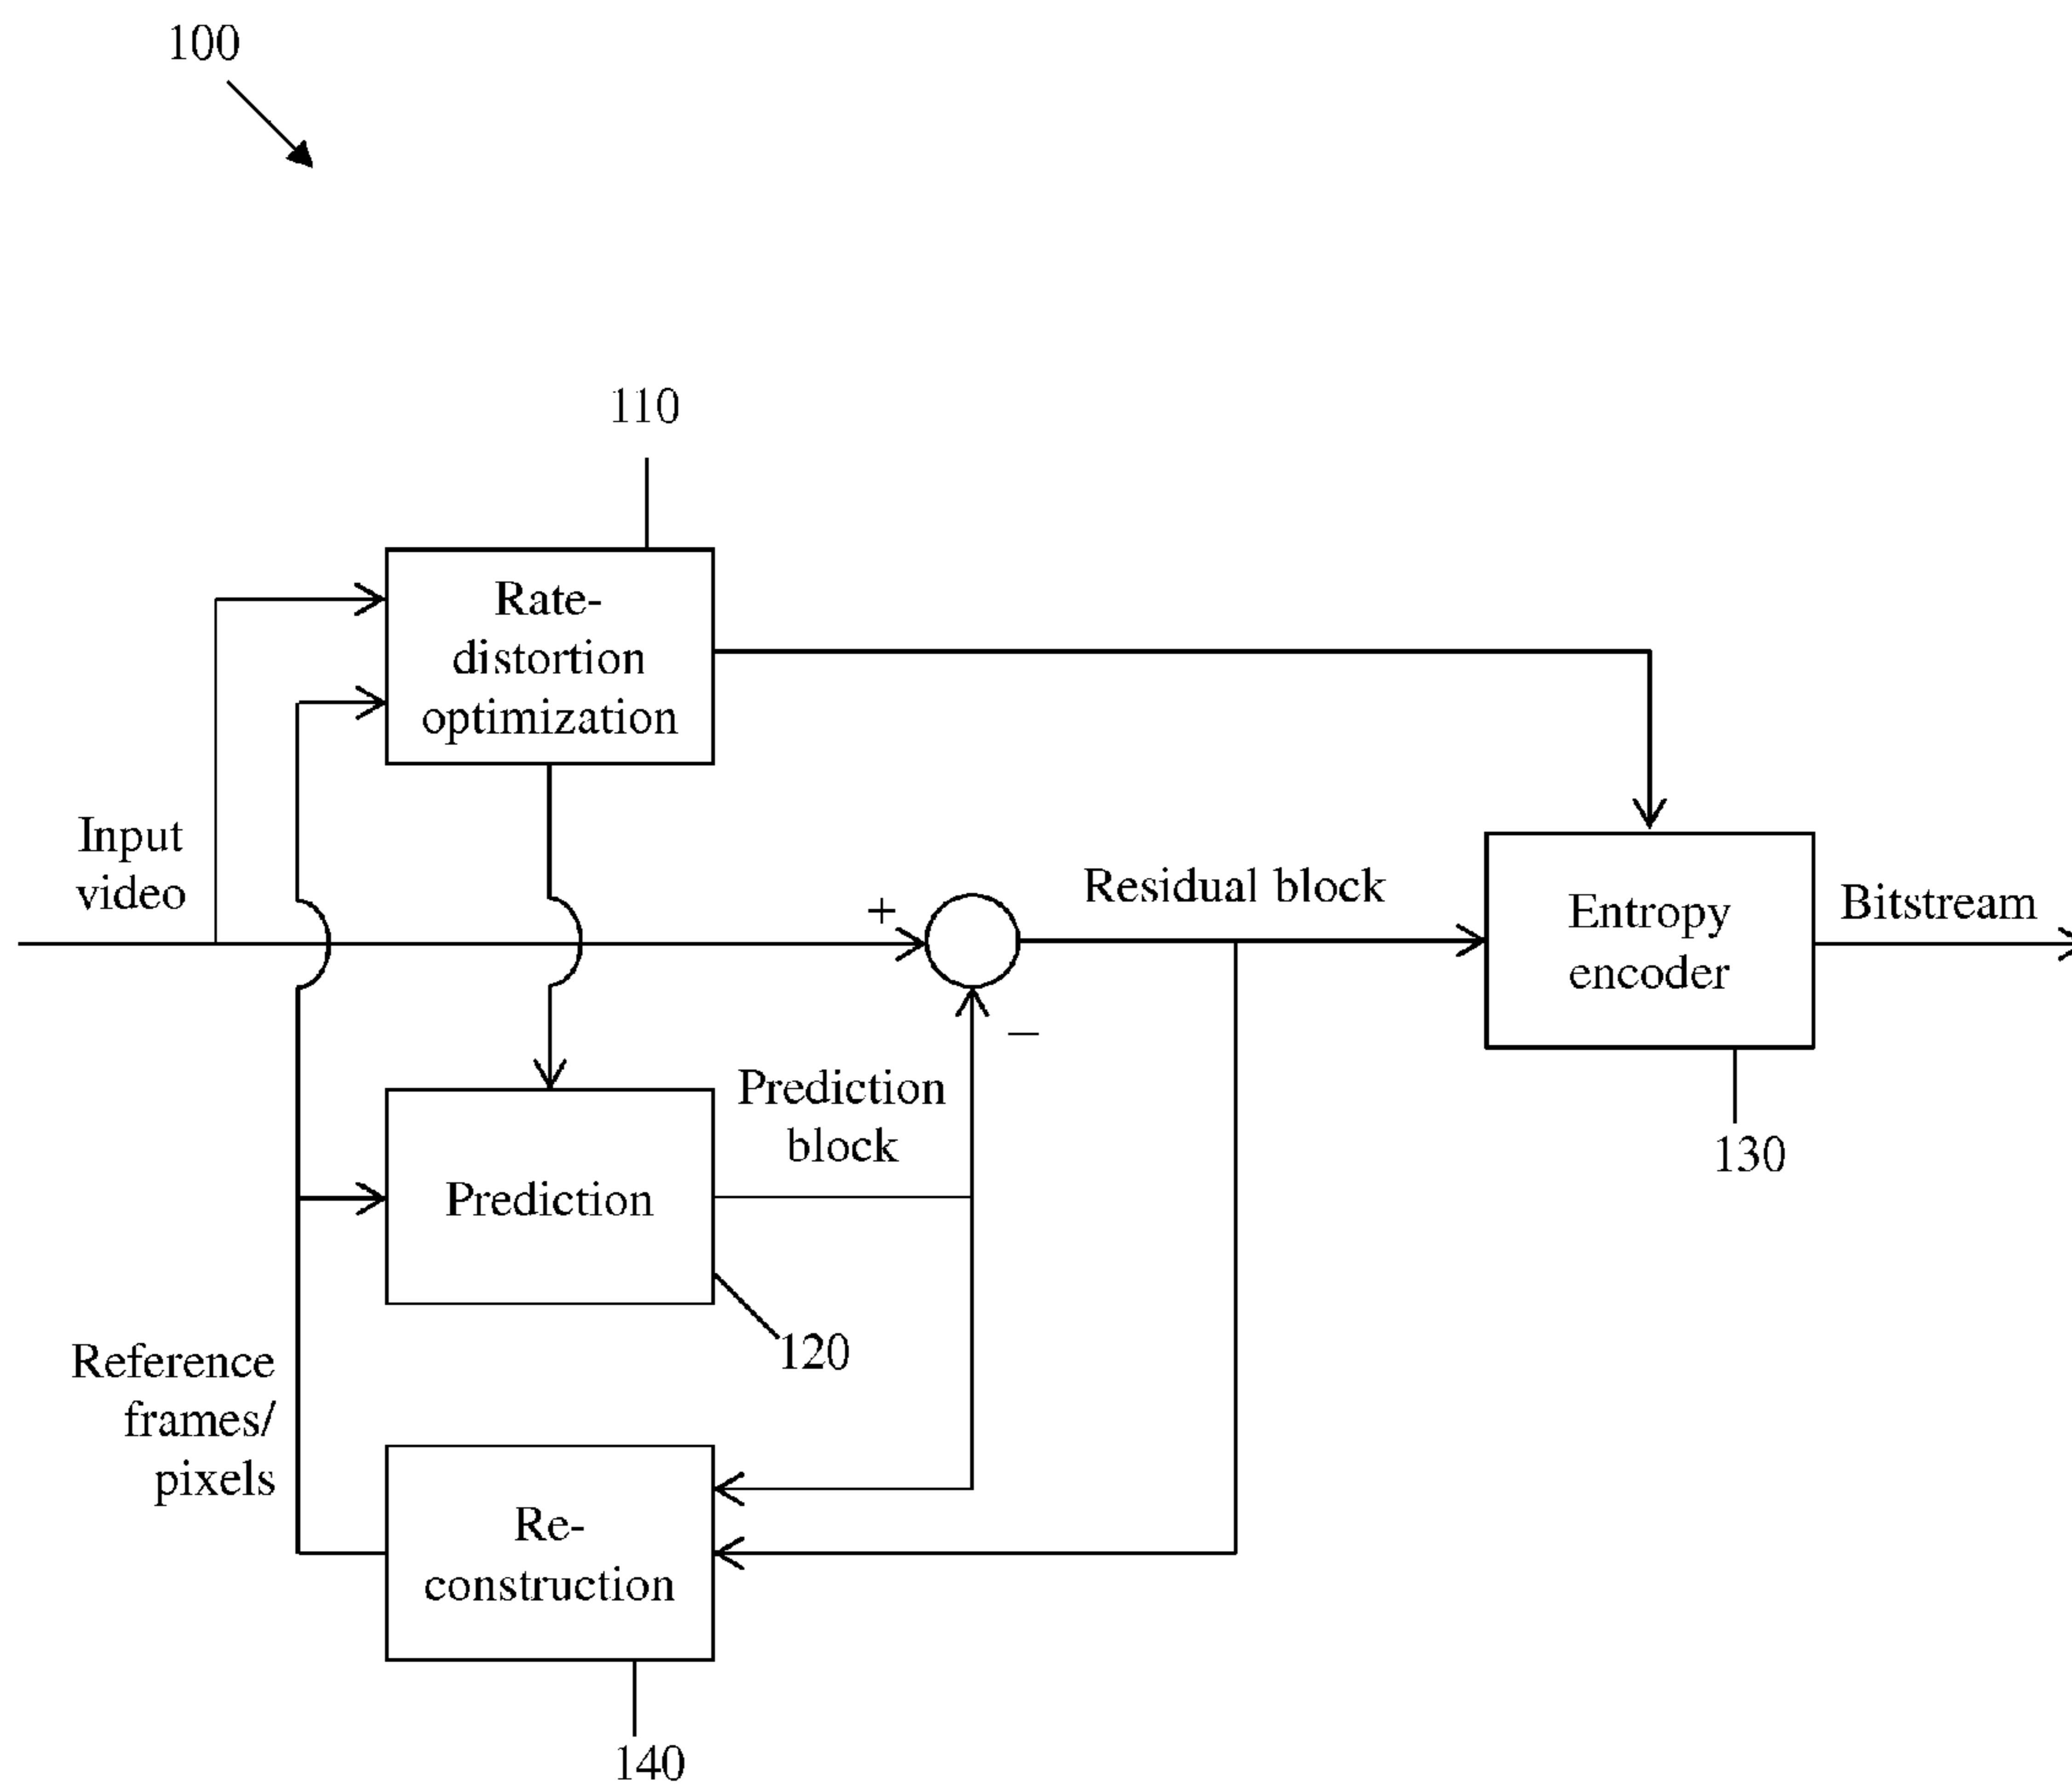 100
110
Rate-
distortion
optimization
Input
video
+
Residual block
Entropy
encoder
Bitstream
–
Prediction
block
130
Prediction
120
Reference
frames/
pixels
Re-
construction
140